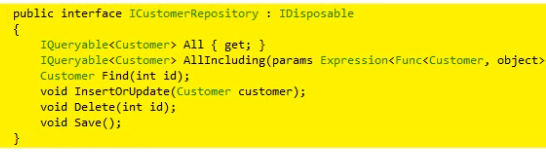 public interface ICustomerRepository : IDisposable
{
IQueryable<Customer> All { get; }
IQueryable<Customer> AllIncluding(params Expression<Func<Customer, object>
Customer Find(int id);
void InsertOrUpdate(Customer customer);
void Delete(int id);
void Save();
}